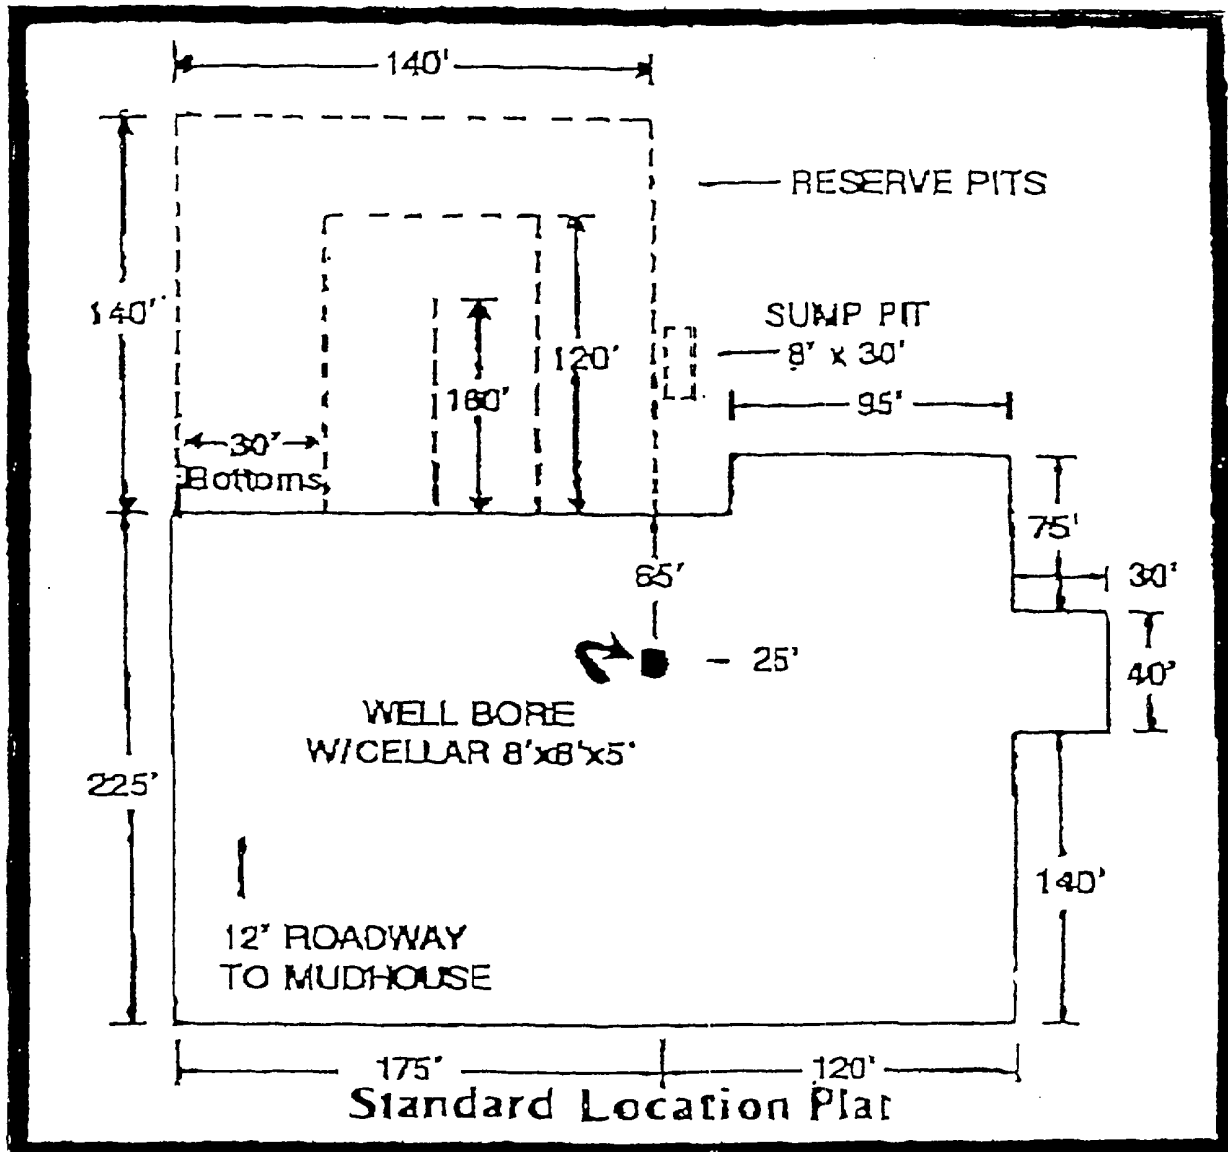 140'
RESERVE PITS
140'
SUMP PIT
8' x 30'
120'
160'
95'
30'
Bottoms
75'
65'
30'
25'
40'
WELL BORE
W/CELLAR 8'x8'x5'
225'
140'
12' ROADWAY
TO MUDHOUSE
175'
120'
Standard Location Plat